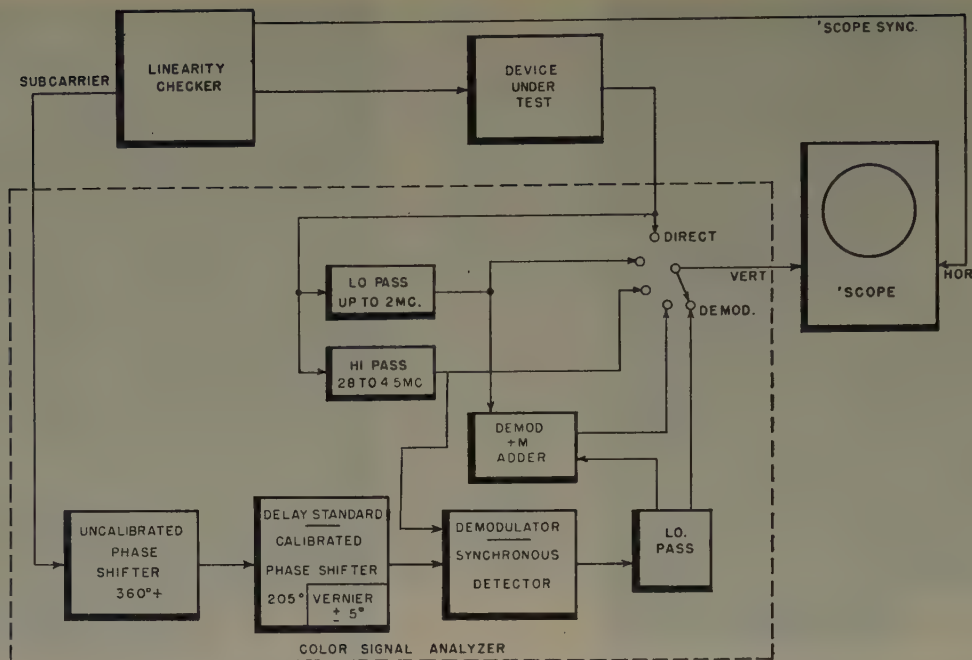 'SCOPE SYNC.
SUBCARRIER
LINEARITY
CHECKER
DEVICE
UNDER
TEST
DIRECT
VERT
HOR
'SCOPE
DEMOD.
LO PASS
UP TO 2MC.
HI PASS
28 TO 4 5MC
DEMOD
+M
ADDER
UNCALIBRATED
PHASE
SHIFTER
360°+
DELAY STANDARD
CALIBRATED
PHASE SHIFTER
205°
VERNIER
± 5°
DEMODULATOR
SYNCHRONOUS
DETECTOR
LO.
PASS
COLOR SIGNAL ANALYZER